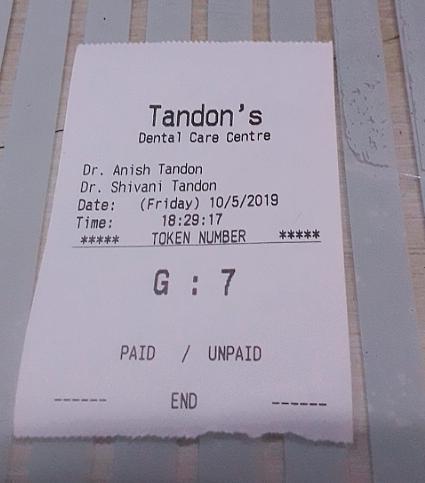 Tandon's
Dental Care Centre
Dr. Anish Tandon
Dr. Shivani Tandon
Date: (Friday) 10/5/2019
Time: 18:29:17
***** TOKEN NUMBER *****
G : 7
PAID / UNPAID
------ END ------